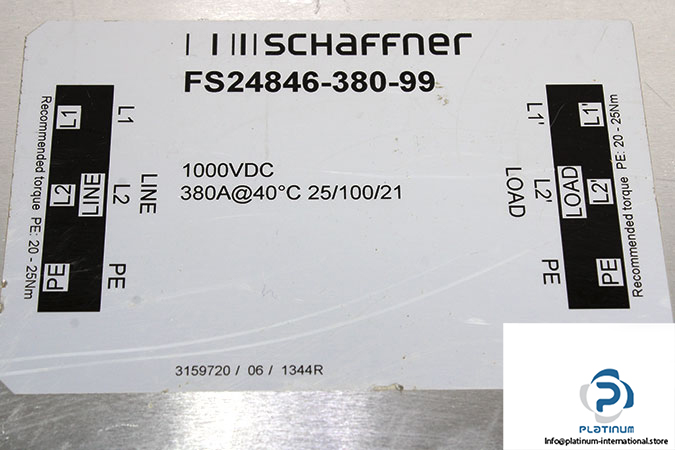 SCHAFFNER
FS24846-380-99
1000VDC
380A@40°C 25/100/21
Recommended torque PE: 20 - 25Nm
L1
L2
LINE
PE
L1
L2
LINE
PE
L1'
L2'
LOAD
PE
L1'
L2'
LOAD
PE
Recommended torque PE: 20 - 25Nm
3159720 / 06 / 1344R
PLATINUM
Info@platinum-international.store